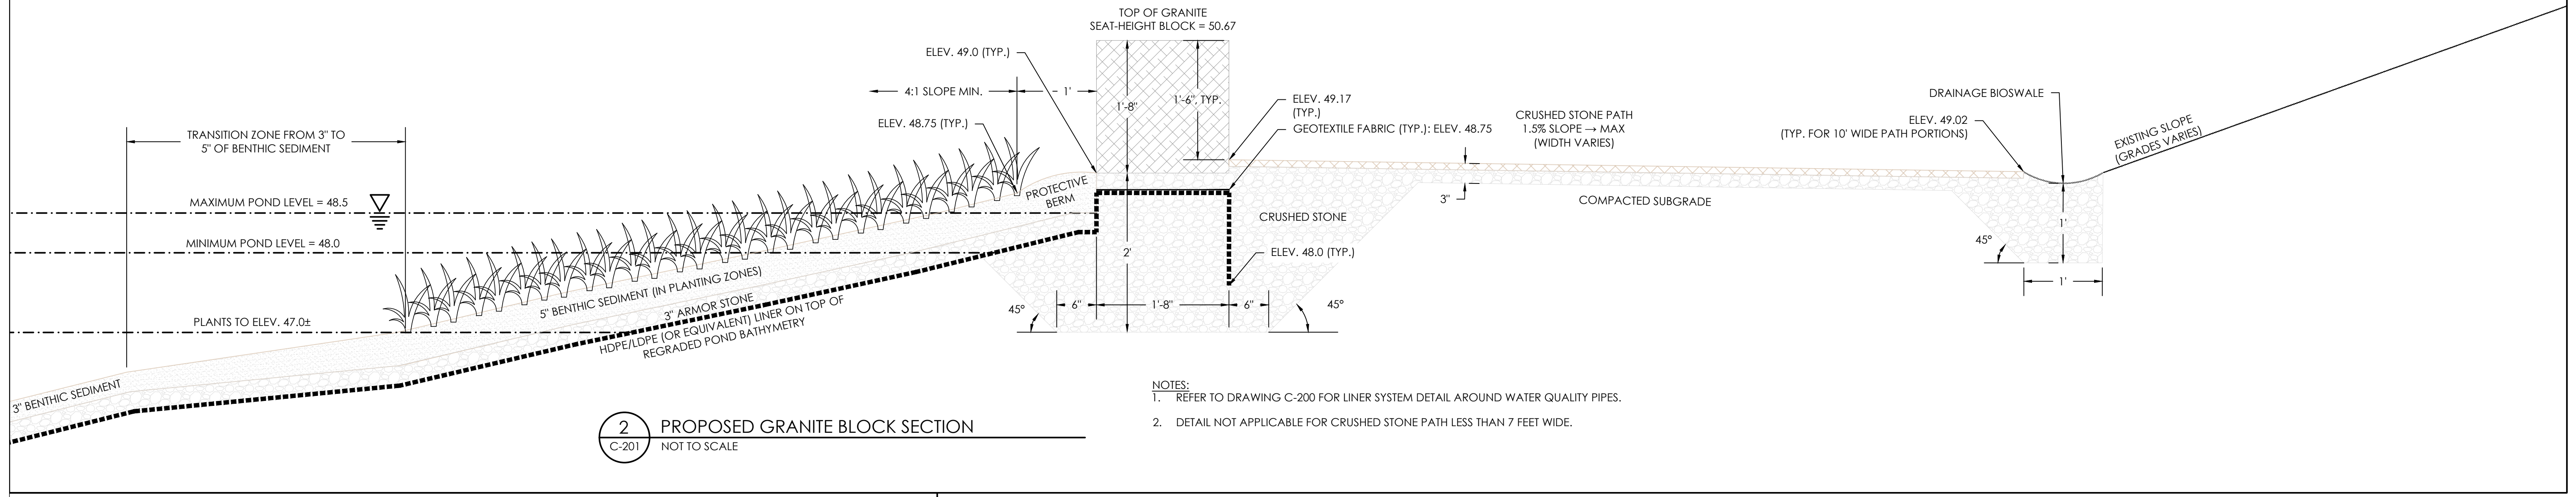 TOP OF GRANITE
SEAT-HEIGHT BLOCK = 50.67
ELEV. 49.0 (TYP.)
4:1 SLOPE MIN.
1'
ELEV. 48.75 (TYP.)
1'-8"
1'-6", TYP.
ELEV. 49.17
(TYP.)
GEOTEXTILE FABRIC (TYP.): ELEV. 48.75
CRUSHED STONE PATH
1.5% SLOPE → MAX
(WIDTH VARIES)
DRAINAGE BIOSWALE
ELEV. 49.02
(TYP. FOR 10' WIDE PATH PORTIONS)
EXISTING SLOPE
(GRADES VARIES)
TRANSITION ZONE FROM 3" TO
5" OF BENTHIC SEDIMENT
MAXIMUM POND LEVEL = 48.5
MINIMUM POND LEVEL = 48.0
PLANTS TO ELEV. 47.0±
PROTECTIVE
BERM
3"
COMPACTED SUBGRADE
CRUSHED STONE
ELEV. 48.0 (TYP.)
2'
1'
45°
1'
5" BENTHIC SEDIMENT (IN PLANTING ZONES)
3" ARMOR STONE
HDPE/LDPE (OR EQUIVALENT) LINER ON TOP OF
REGRADED POND BATHYMETRY
45°
6"
1'-8"
6"
45°
3" BENTHIC SEDIMENT
NOTES:
1. REFER TO DRAWING C-200 FOR LINER SYSTEM DETAIL AROUND WATER QUALITY PIPES.
2. DETAIL NOT APPLICABLE FOR CRUSHED STONE PATH LESS THAN 7 FEET WIDE.
2
C-201
PROPOSED GRANITE BLOCK SECTION
NOT TO SCALE